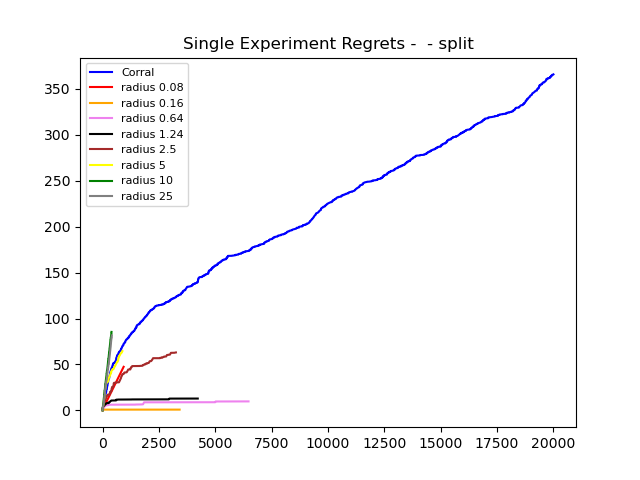 Single Experiment Regrets -  - split
Corral
radius 0.08
radius 0.16
radius 0.64
radius 1.24
radius 2.5
radius 5
radius 10
radius 25
350
300
250
200
150
100
50
0
0 2500 5000 7500 10000 12500 15000 17500 20000